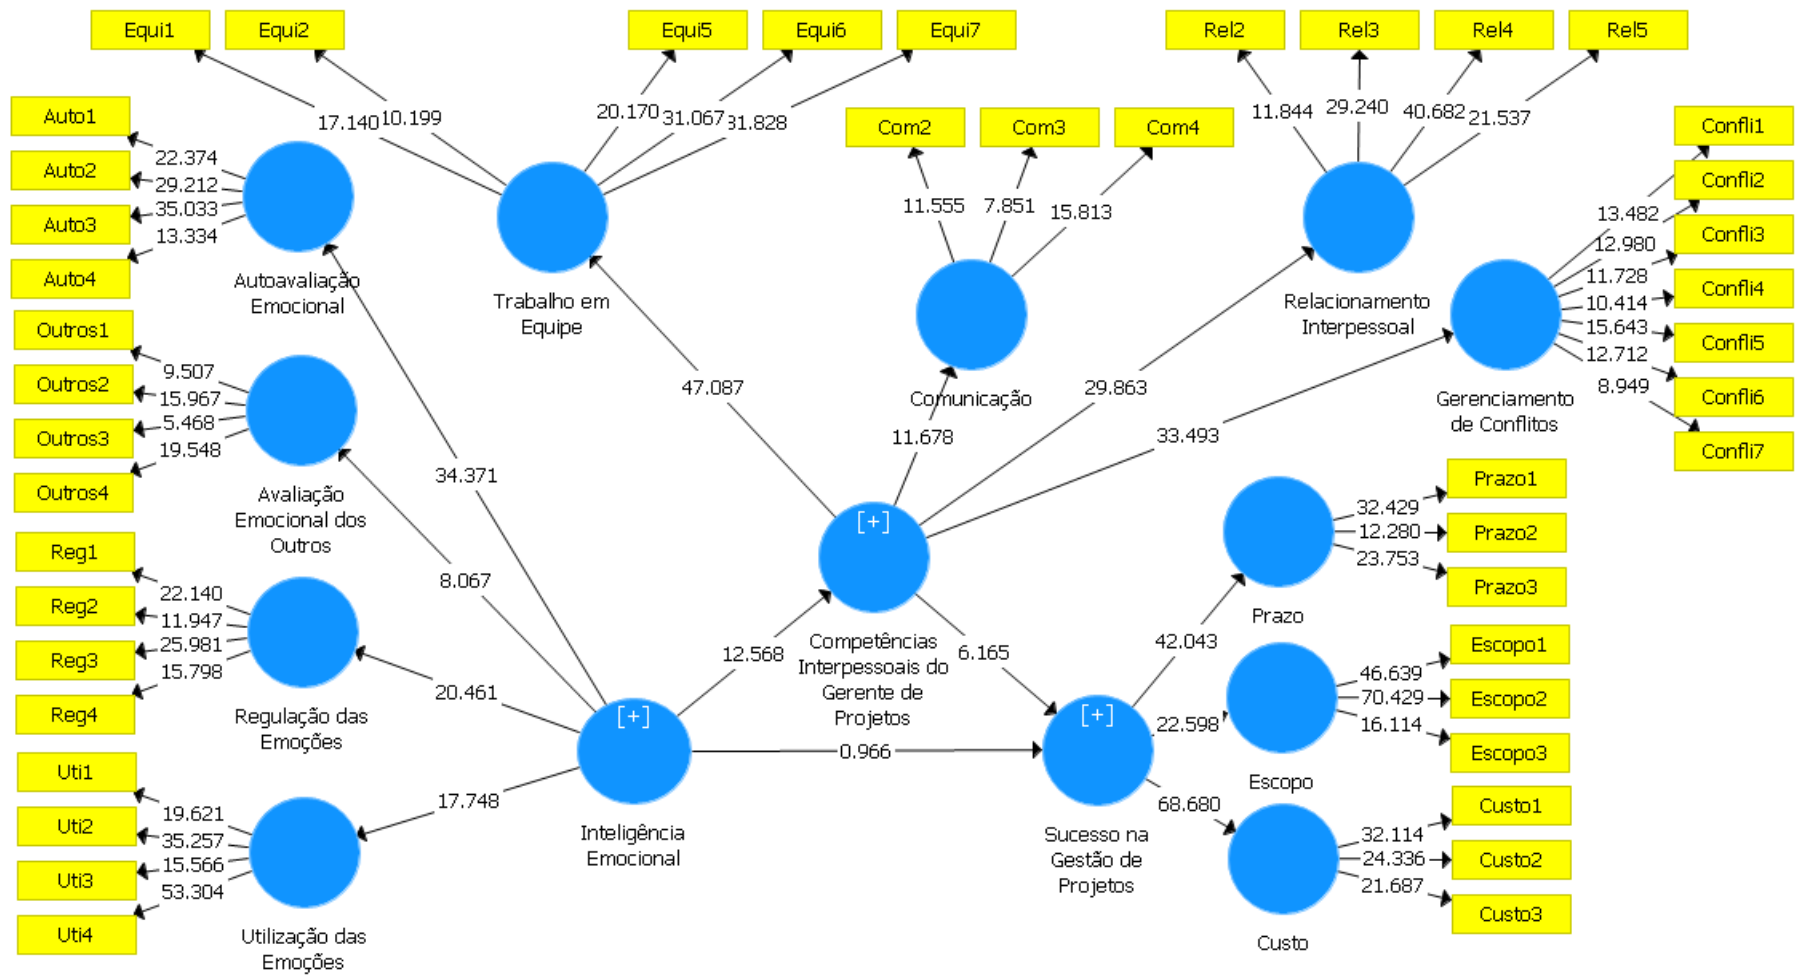 Equi1
Equi2
Equi5
Equi6
Equi7
Rel2
Rel3
Rel4
Rel5
17.140
10.199
20.170
31.067
31.828
11.844
29.240
40.682
21.537
Auto1
Auto2
Auto3
Auto4
22.374
29.212
35.033
13.334
Autoavaliação
Emocional
Trabalho em
Equipe
Com2
Com3
Com4
11.555
7.851
15.813
Comunicação
Relacionamento
Interpessoal
Confli1
Confli2
Confli3
Confli4
Confli5
Confli6
Confli7
13.482
12.980
11.728
10.414
15.643
12.712
8.949
Gerenciamento
de Conflitos
Outros1
Outros2
Outros3
Outros4
9.507
15.967
5.468
19.548
Avaliação
Emocional dos
Outros
34.371
8.067
47.087
11.678
29.863
33.493
Reg1
Reg2
Reg3
Reg4
22.140
11.947
25.981
15.798
Regulação das
Emoções
20.461
[+]
Competências
Interpessoais do
Gerente de
Projetos
12.568
6.165
Prazo1
Prazo2
Prazo3
32.429
12.280
23.753
Prazo
42.043
Uti1
Uti2
Uti3
Uti4
19.621
35.257
15.566
53.304
Utilização das
Emoções
17.748
[+]
Inteligência
Emocional
0.966
[+]
Sucesso na
Gestão de
Projetos
22.598
68.680
Escopo1
Escopo2
Escopo3
46.639
70.429
16.114
Escopo
Custo1
Custo2
Custo3
32.114
24.336
21.687
Custo